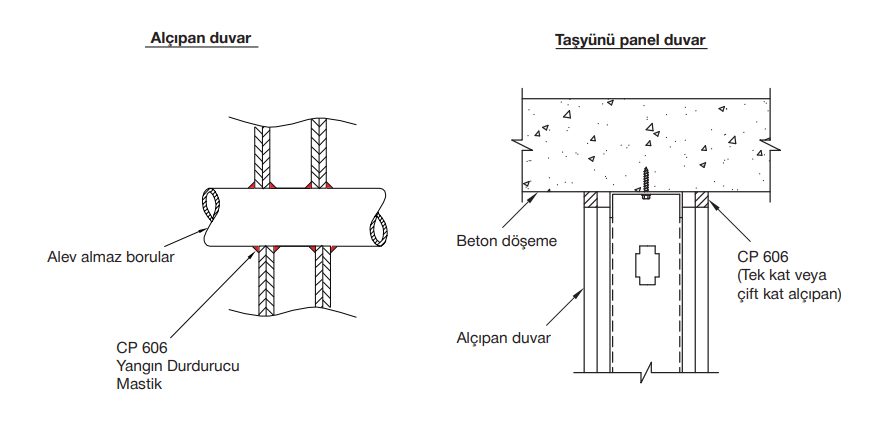 Alçıpan duvar
Alev almaz borular
CP 606
Yangın Durdurucu
Mastik
Taşyünü panel duvar
Beton döşeme
CP 606
(Tek kat veya
çift kat alçıpan)
Alçıpan duvar